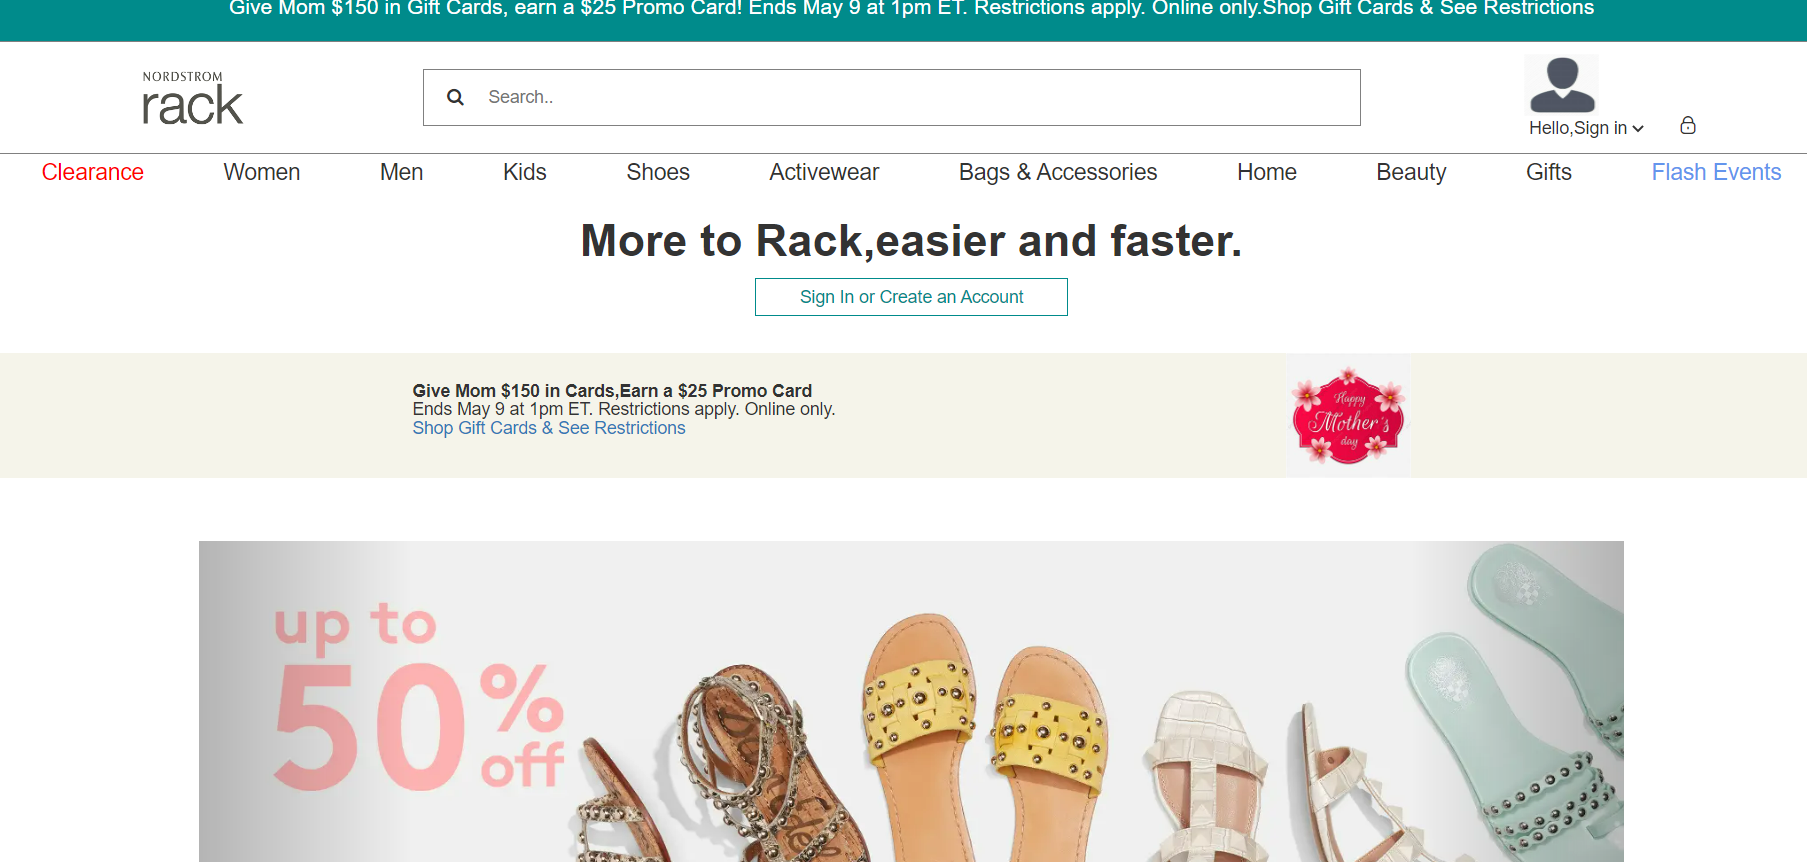 Give Mom $150 in Gift Cards, earn a $25 Promo Card! Ends May 9 at 1pm ET. Restrictions apply. Online only.Shop Gift Cards & See Restrictions
NORDSTROM
rack
Search..
Hello,Sign in
Clearance Women Men Kids Shoes Activewear Bags & Accessories Home Beauty Gifts Flash Events
More to Rack,easier and faster.
Sign In or Create an Account
Give Mom $150 in Cards,Earn a $25 Promo Card
Ends May 9 at 1pm ET. Restrictions apply. Online only.
Shop Gift Cards & See Restrictions
Happy
Mother's
day
up to
50%
off